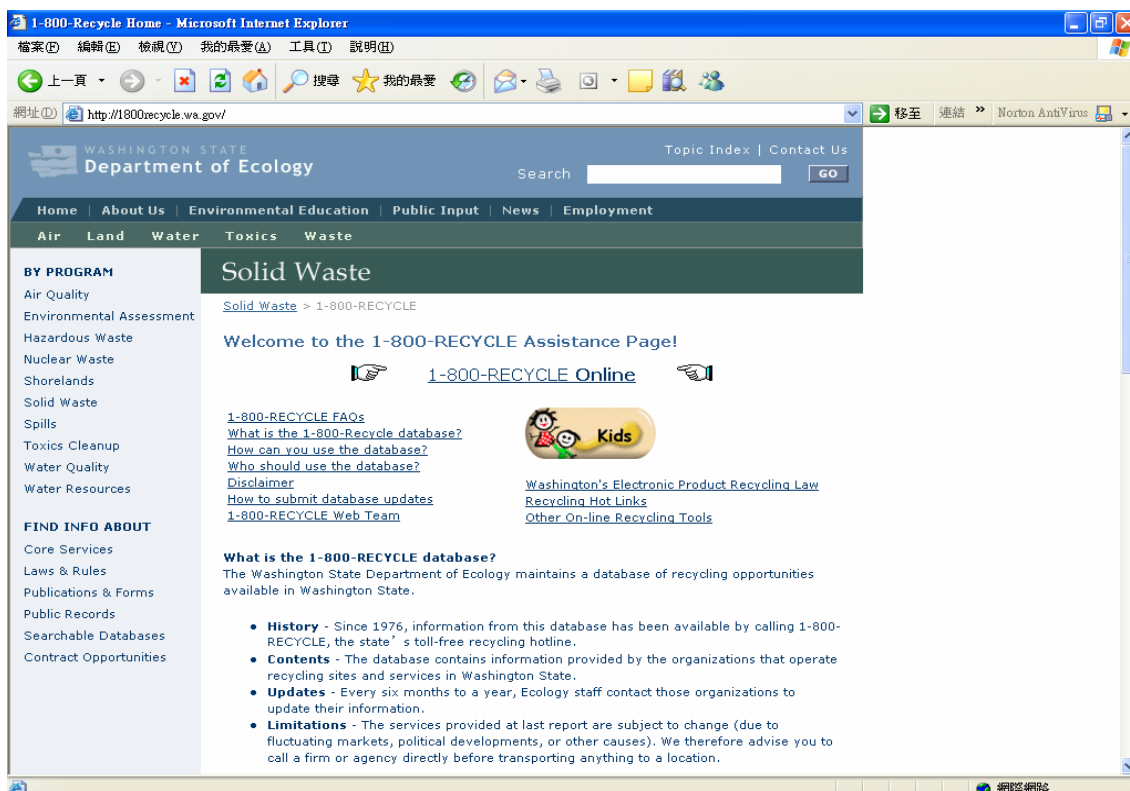 1-800-Recycle Home - Microsoft Internet Explorer
檔案(F) 編輯(E) 檢視(V) 我的最愛(A) 工具(T) 說明(H)
上一頁 搜尋 我的最愛
網址(D) http://1800recycle.wa.gov/ 移至 連結 » Norton AntiVirus
WASHINGTON STATE
Department of Ecology
Topic Index | Contact Us
Search GO
Home | About Us | Environmental Education | Public Input | News | Employment
Air Land Water Toxics Waste
BY PROGRAM
Air Quality
Environmental Assessment
Hazardous Waste
Nuclear Waste
Shorelands
Solid Waste
Spills
Toxics Cleanup
Water Quality
Water Resources
FIND INFO ABOUT
Core Services
Laws & Rules
Publications & Forms
Public Records
Searchable Databases
Contract Opportunities
Solid Waste
Solid Waste > 1-800-RECYCLE
Welcome to the 1-800-RECYCLE Assistance Page!
1-800-RECYCLE Online
1-800-RECYCLE FAQs
What is the 1-800-Recycle database?
How can you use the database?
Who should use the database?
Disclaimer
How to submit database updates
1-800-RECYCLE Web Team
Kids
Washington's Electronic Product Recycling Law
Recycling Hot Links
Other On-line Recycling Tools
What is the 1-800-RECYCLE database?
The Washington State Department of Ecology maintains a database of recycling opportunities
available in Washington State.
• History - Since 1976, information from this database has been available by calling 1-800-
RECYCLE, the state’s toll-free recycling hotline.
• Contents - The database contains information provided by the organizations that operate
recycling sites and services in Washington State.
• Updates - Every six months to a year, Ecology staff contact those organizations to
update their information.
• Limitations - The services provided at last report are subject to change (due to
fluctuating markets, political developments, or other causes). We therefore advise you to
call a firm or agency directly before transporting anything to a location.
網際網路